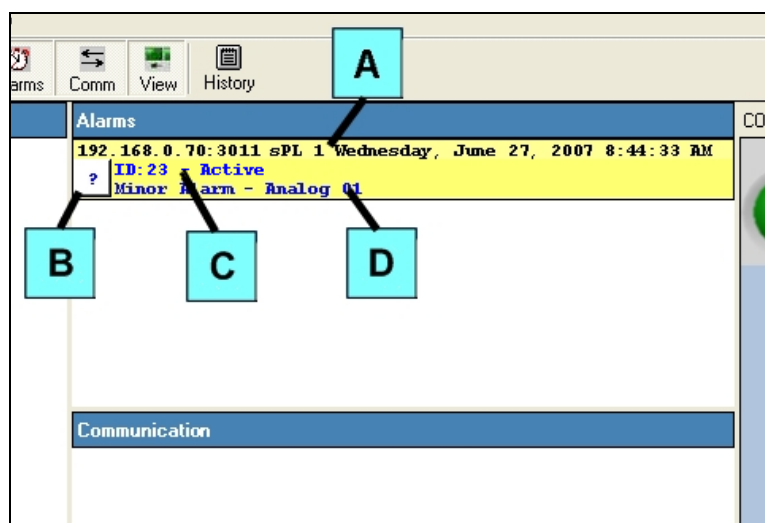 arms Comm View History
A
Alarms
CO
192.168.0.70:3011 sPL 1 Wednesday, June 27, 2007 8:44:33 AM
? ID:23 - Active
Minor Alarm - Analog 01
B
C
D
Communication